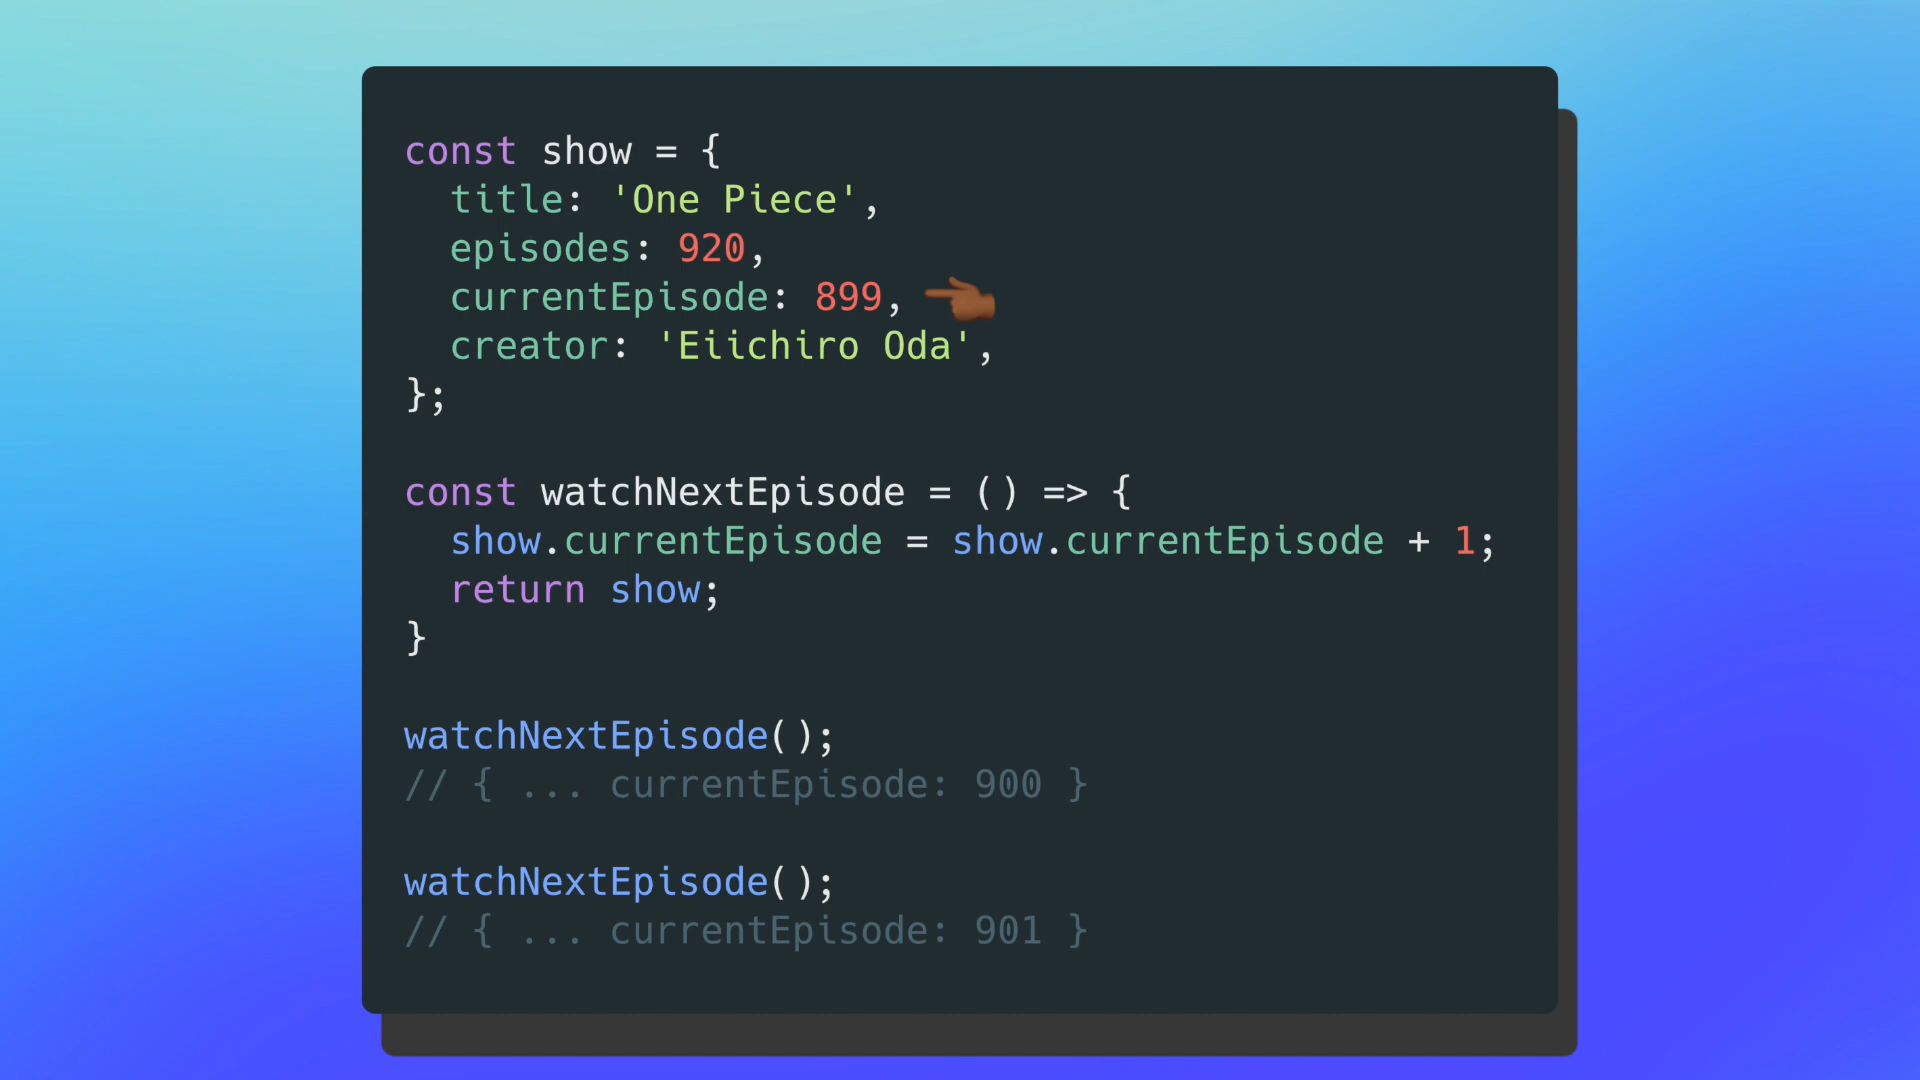 const show = {
  title: 'One Piece',
  episodes: 920,
  currentEpisode: 899,
  creator: 'Eiichiro Oda',
};
const watchNextEpisode = () => {
  show.currentEpisode = show.currentEpisode + 1;
  return show;
}
watchNextEpisode();
// { ... currentEpisode: 900 }
watchNextEpisode();
// { ... currentEpisode: 901 }